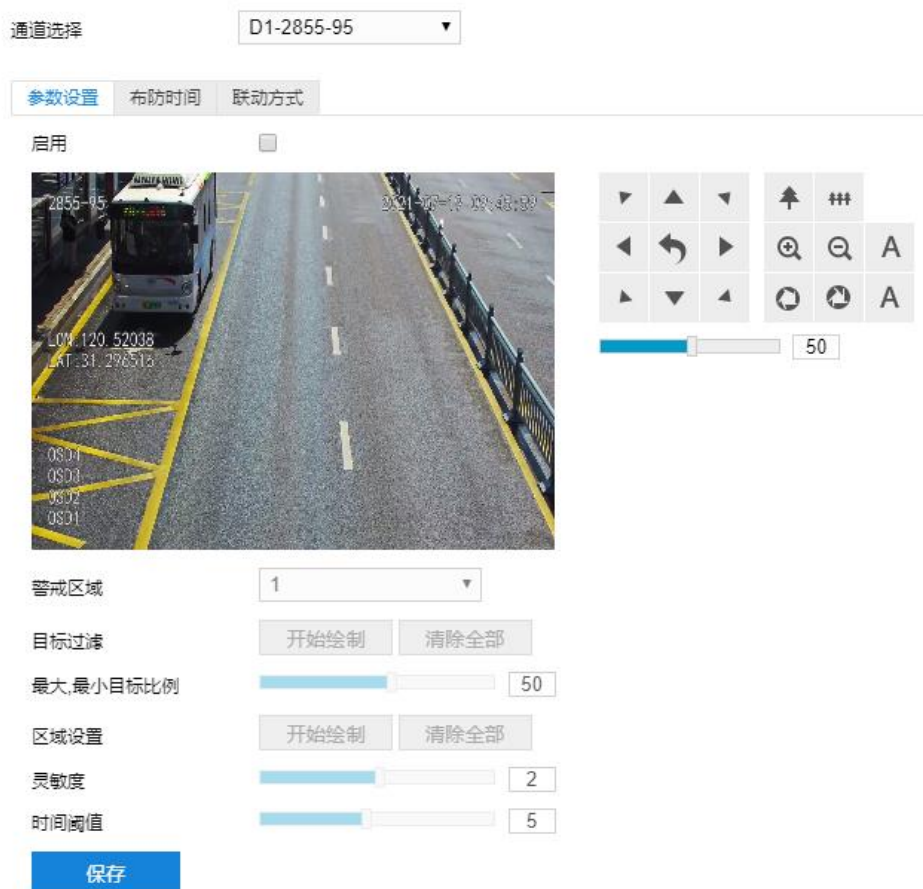 通道选择
D1-2855-95
参数设置 布防时间 联动方式
启用
2855-95
LON:120.52038
LAT:31.296516
OSD4
OSD3
OSD2
OSD1
A
A
50
警戒区域 1
目标过滤 开始绘制 清除全部
最大,最小目标比例 50
区域设置 开始绘制 清除全部
灵敏度 2
时间阈值 5
保存